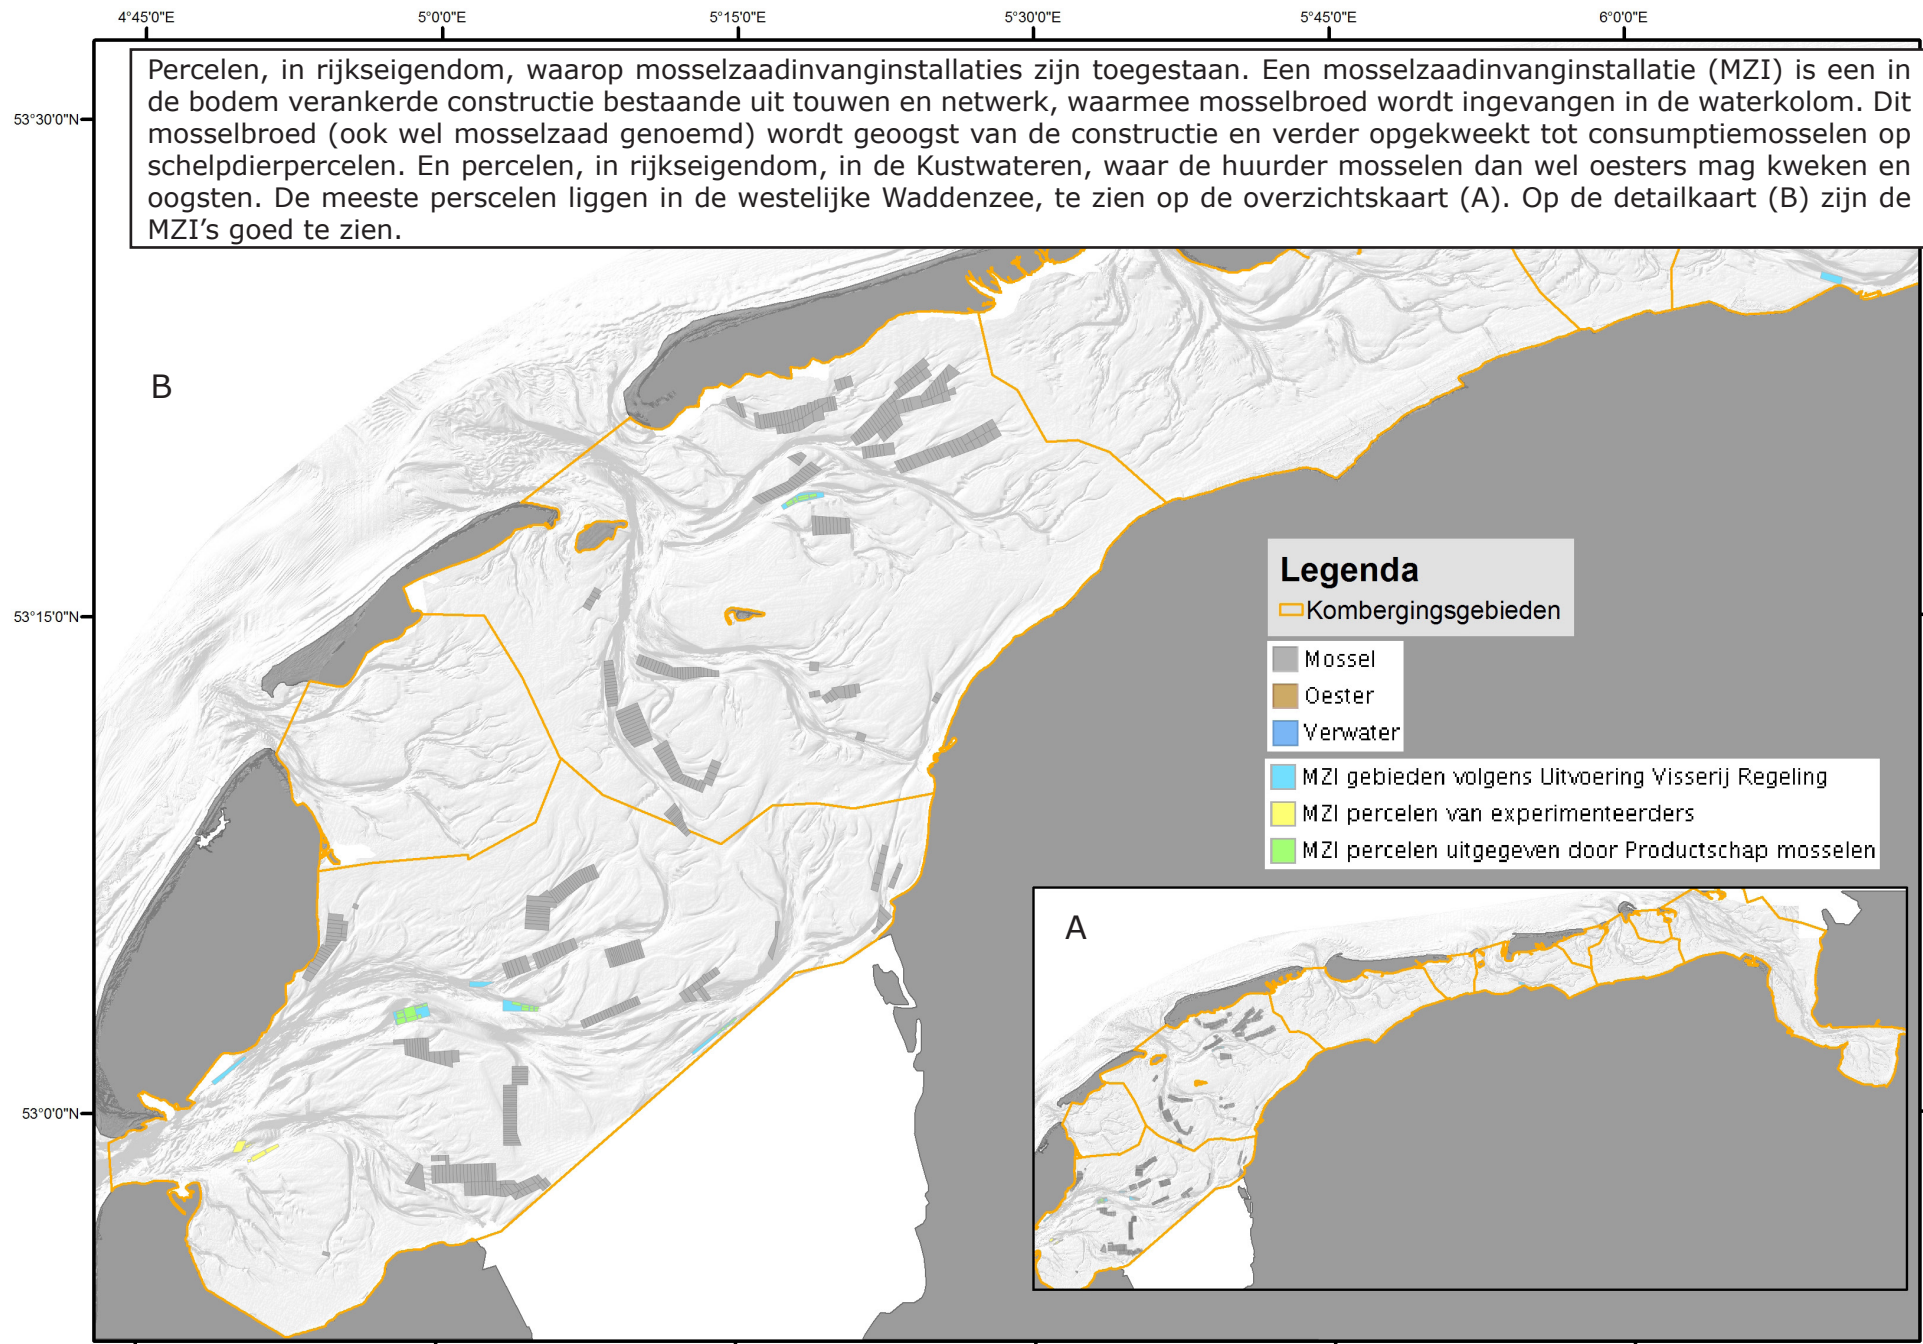 4°45'0"E 5°0'0"E 5°15'0"E 5°30'0"E 5°45'0"E 6°0'0"E
Percelen, in rijkseigendom, waarop mosselzaadinvanginstallaties zijn toegestaan. Een mosselzaadinvanginstallatie (MZI) is een in
de bodem verankerde constructie bestaande uit touwen en netwerk, waarmee mosselbroed wordt ingevangen in de waterkolom. Dit
mosselbroed (ook wel mosselzaad genoemd) wordt geoogst van de constructie en verder opgekweekt tot consumptiemosselen op
schelpdierpercelen. En percelen, in rijkseigendom, in de Kustwateren, waar de huurder mosselen dan wel oesters mag kweken en
oogsten. De meeste perscelen liggen in de westelijke Waddenzee, te zien op de overzichtskaart (A). Op de detailkaart (B) zijn de
MZI's goed te zien.
53°30'0"N
B
53°15'0"N
53°0'0"N
Legenda
Kombergingsgebieden
Mossel
Oester
Verwater
MZI gebieden volgens Uitvoering Visserij Regeling
MZI percelen van experimenteerders
MZI percelen uitgegeven door Productschap mosselen
A